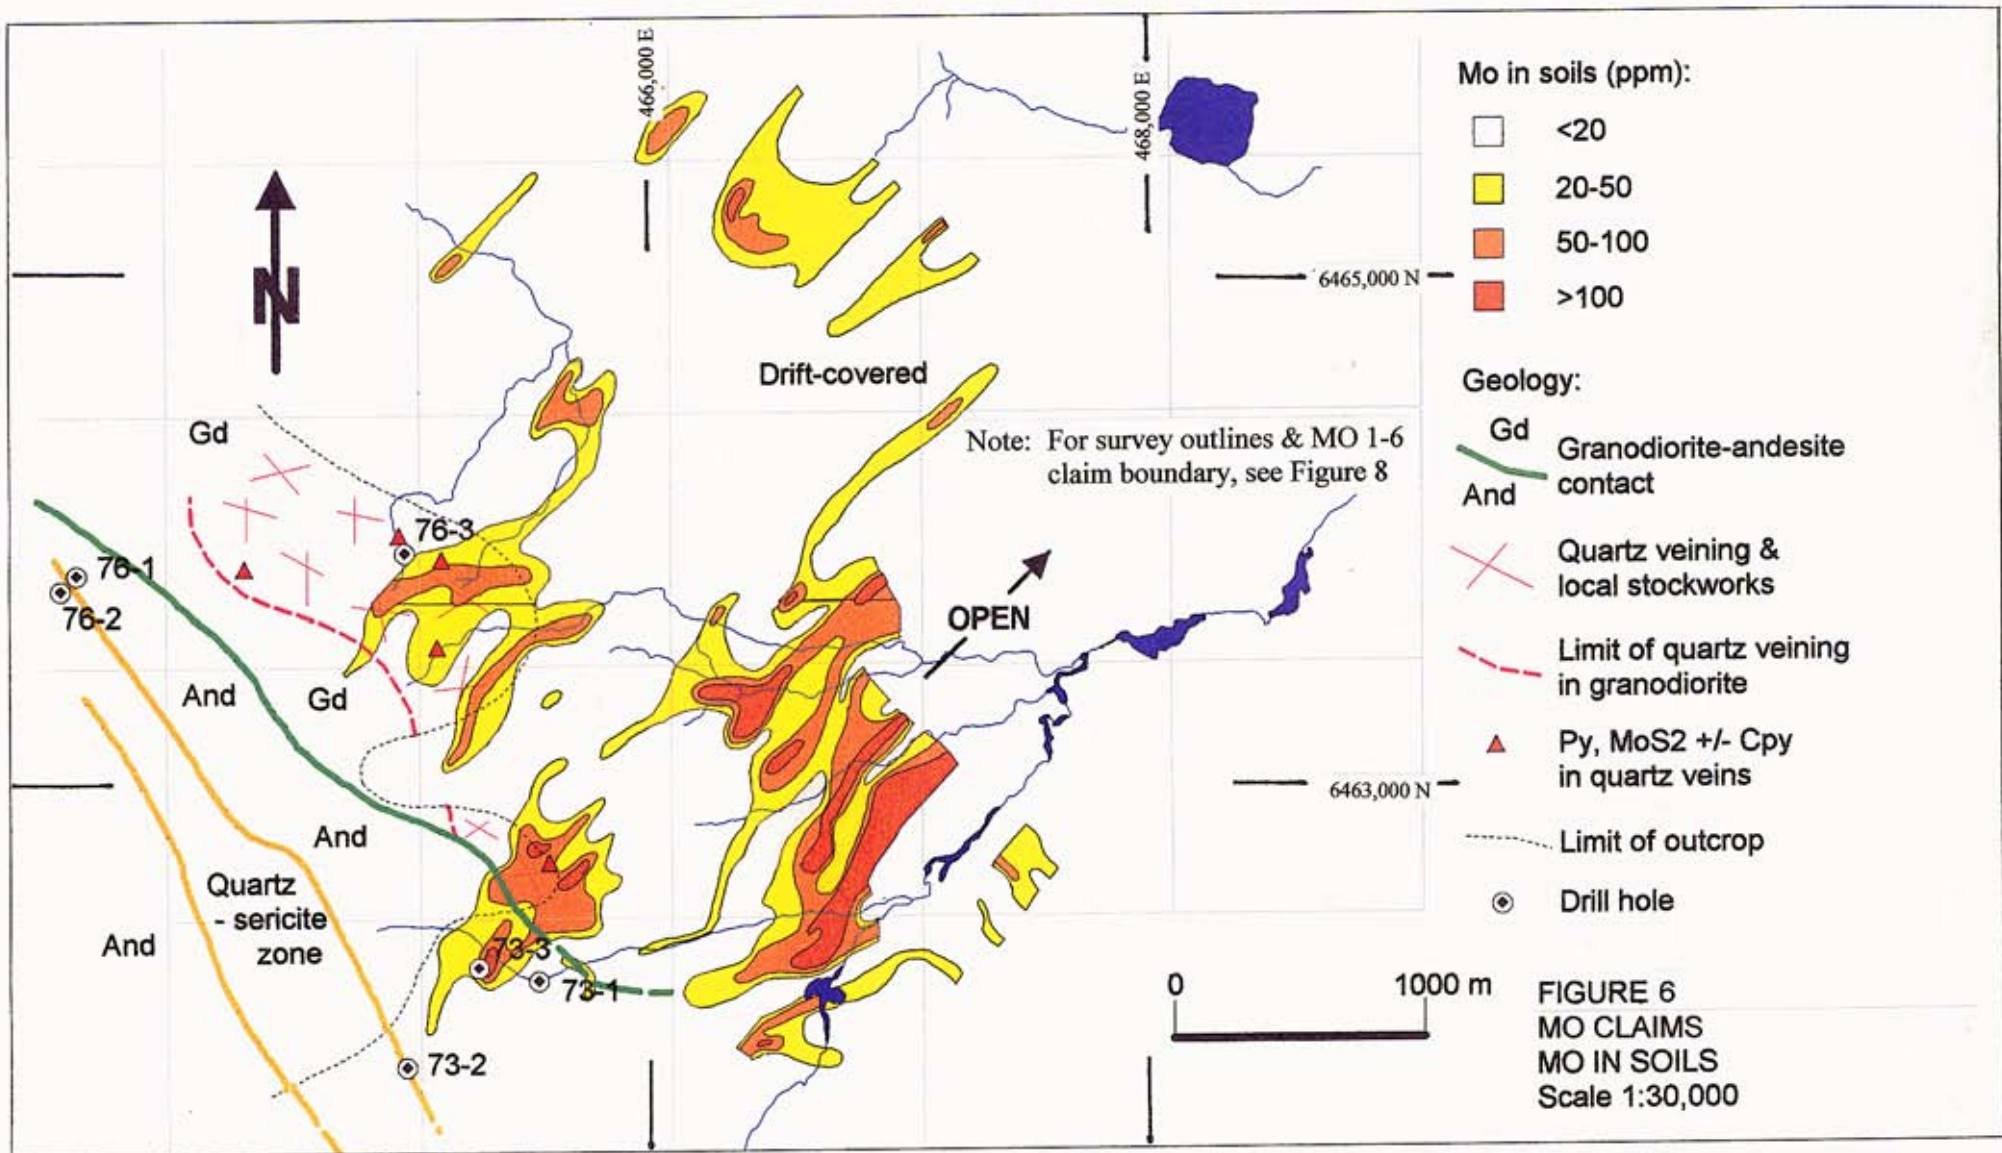 466,000 E
468,000 E
Mo in soils (ppm):
<20
20-50
50-100
>100
N
6465,000 N
Drift-covered
Geology:
Gd
Note: For survey outlines & MO 1-6
claim boundary, see Figure 8
Gd
Granodiorite-andesite
contact
And
76-3
76-1
76-2
Quartz veining &
local stockworks
OPEN
Limit of quartz veining
in granodiorite
And
Gd
Py, MoS2 +/- Cpy
in quartz veins
6463,000 N
And
Limit of outcrop
Quartz
- sericite
zone
Drill hole
And
73-3
73-1
73-2
0
1000 m
FIGURE 6
MO CLAIMS
MO IN SOILS
Scale 1:30,000